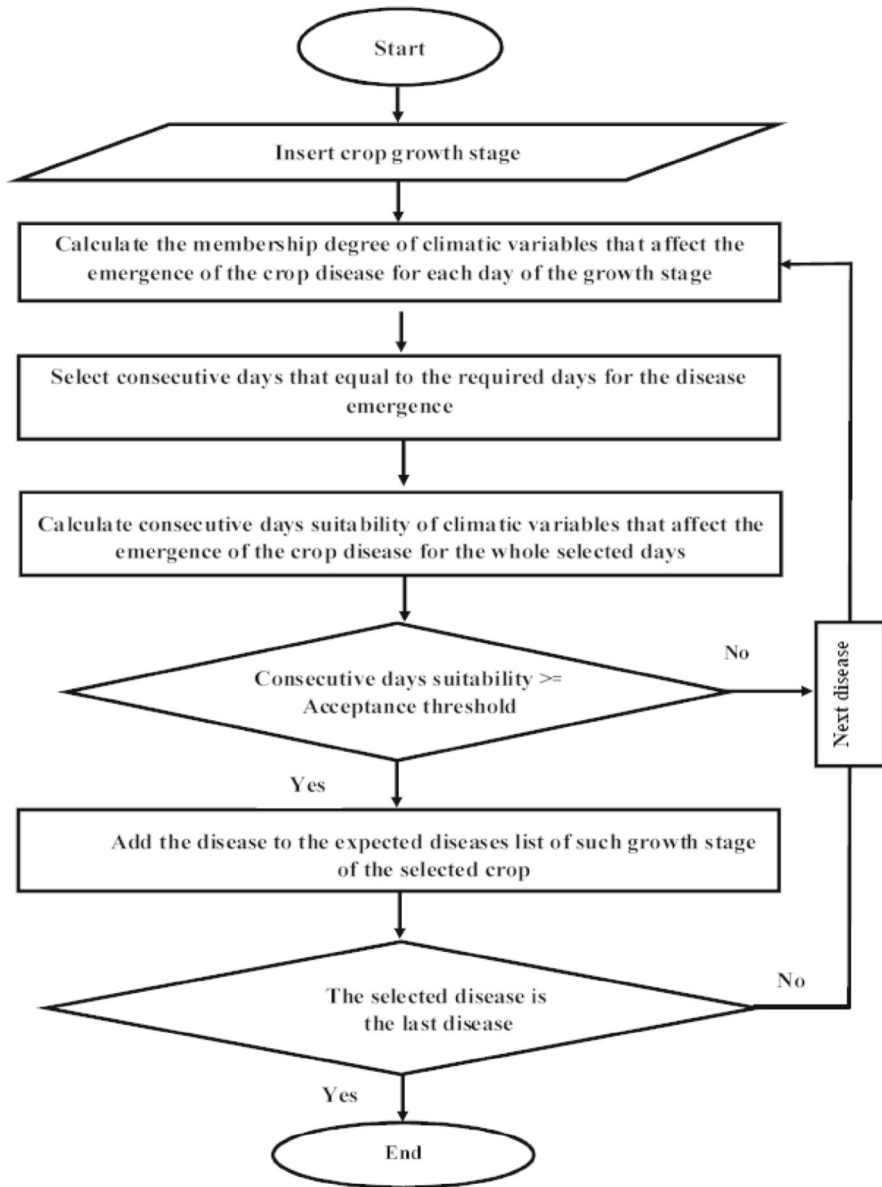 Start
Insert crop growth stage
Calculate the membership degree of climatic variables that affect the
emergence of the crop disease for each day of the growth stage
Select consecutive days that equal to the required days for the disease
emergence
Calculate consecutive days suitability of climatic variables that affect the
emergence of the crop disease for the whole selected days
Consecutive days suitability >=
Acceptance threshold
No
Next disease
Yes
Add the disease to the expected diseases list of such growth stage
of the selected crop
The selected disease is
the last disease
No
Yes
End